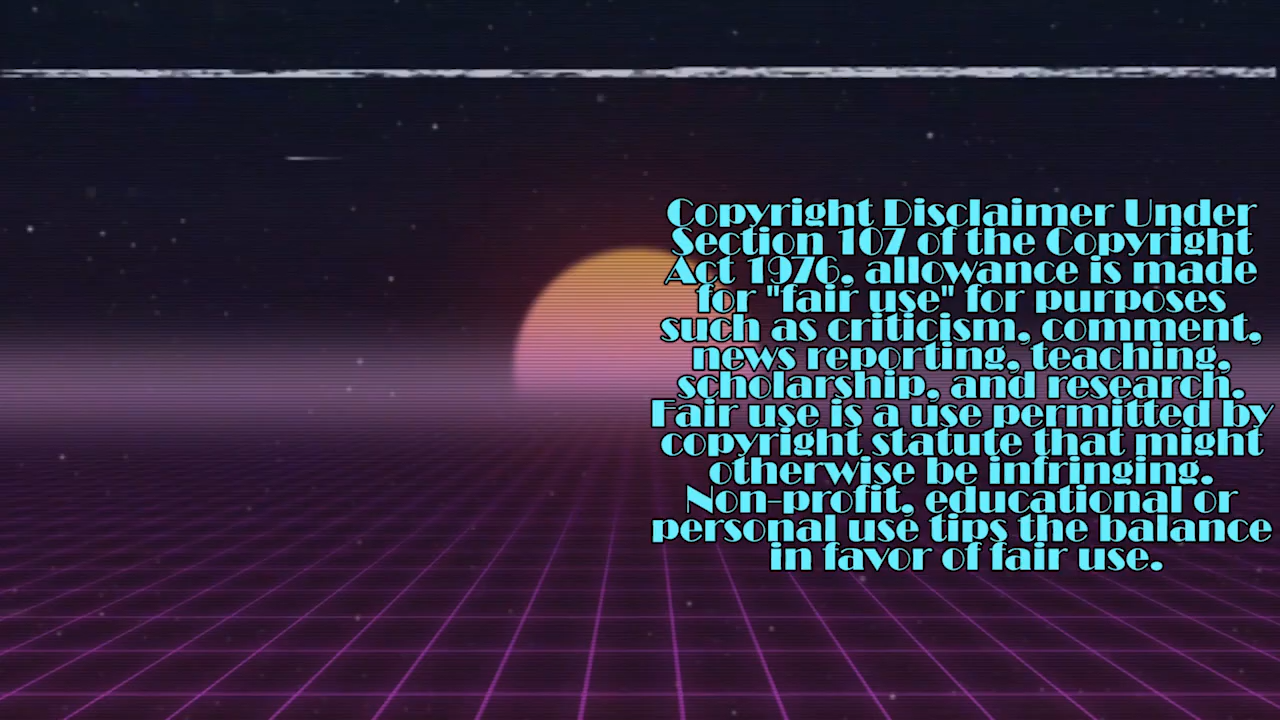 Copyright Disclaimer Under
Section 107 of the Copyright
Act 1976, allowance is made
for "fair use" for purposes
such as criticism, comment,
news reporting, teaching,
scholarship, and research.
Fair use is a use permitted by
copyright statute that might
otherwise be infringing.
Non-profit, educational or
personal use tips the balance
in favor of fair use.